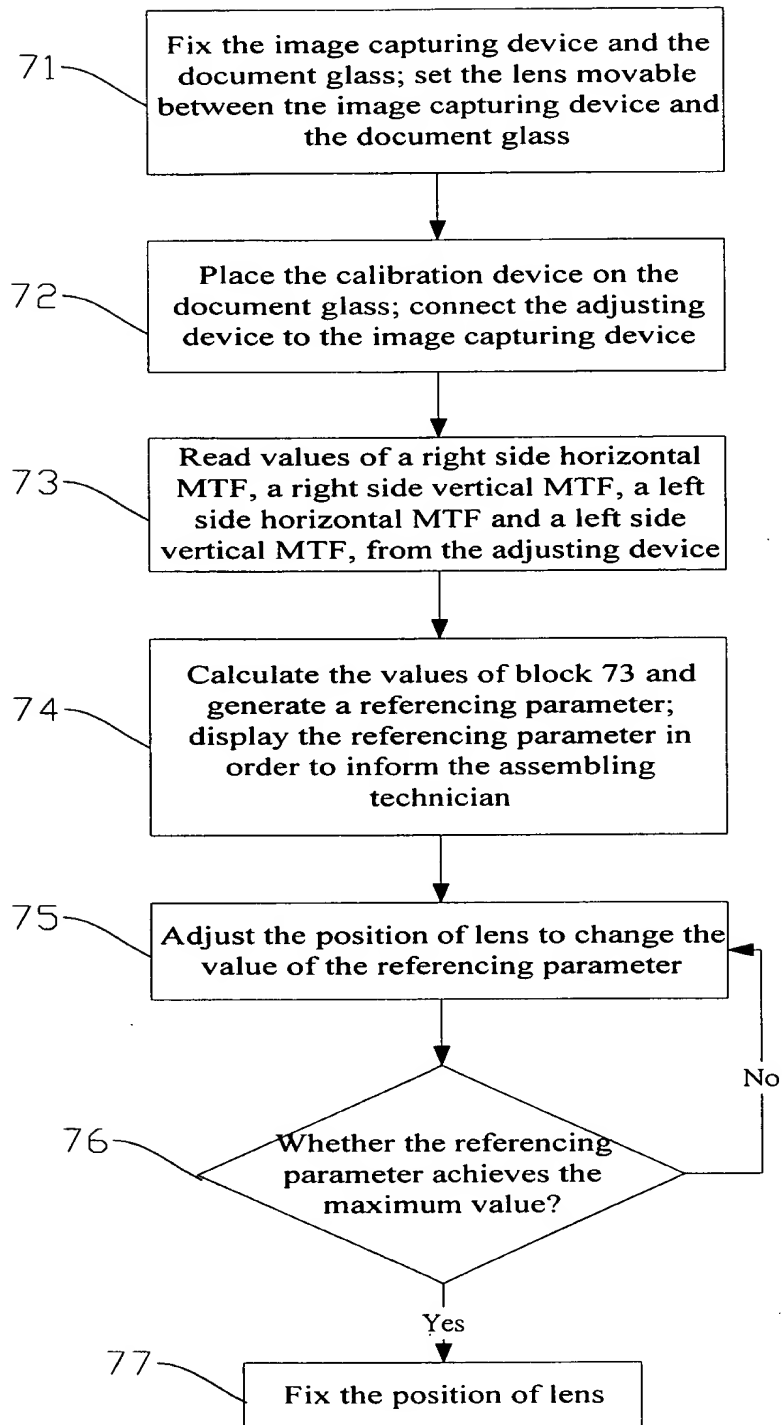 71
Fix the image capturing device and the
document glass; set the lens movable
between tne image capturing device and
the document glass
72
Place the calibration device on the
document glass; connect the adjusting
device to the image capturing device
73
Read values of a right side horizontal
MTF, a right side vertical MTF, a left
side horizontal MTF and a left side
vertical MTF, from the adjusting device
74
Calculate the values of block 73 and
generate a referencing parameter;
display the referencing parameter in
order to inform the assembling
technician
75
Adjust the position of lens to change the
value of the referencing parameter
No
76
Whether the referencing
parameter achieves the
maximum value?
Yes
77
Fix the position of lens